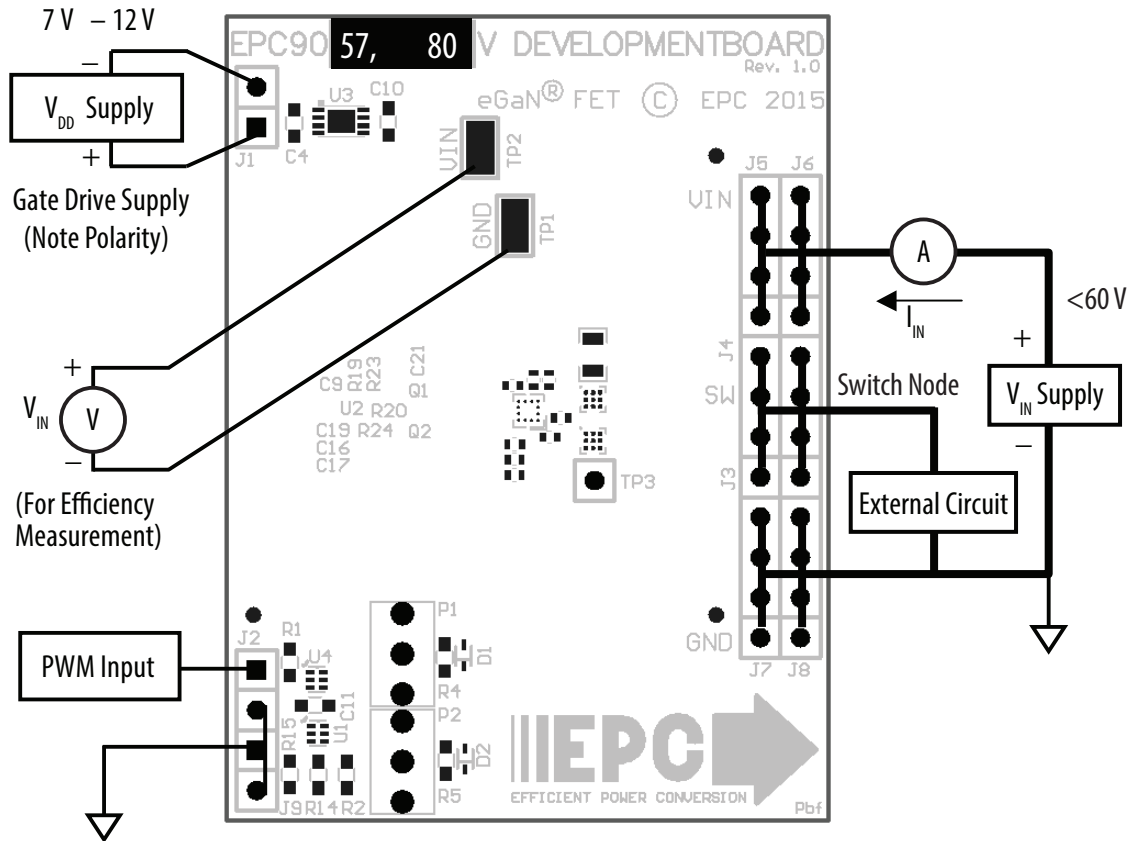 7 V – 12 V
EPC90 57, 80 V DEVELOPMENTBOARD
Rev. 1.0
eGaN® FET © EPC 2015
–
VDD Supply
+
Gate Drive Supply
(Note Polarity)
J1
C4
U3
C10
VIN
TP2
GND
TP1
J5
J6
VIN
A
IIN
<60 V
+
VIN Supply
–
J4
SW
J3
Switch Node
External Circuit
+
VIN
V
–
(For Efficiency
Measurement)
C9
R19
R23
C21
Q1
U2
R20
C19
R24
Q2
C16
C17
TP3
GND
J7
J8
PWM Input
J2
R1
U4
C11
R15
U1
J9
R14
R2
P1
D1
R4
P2
D2
R5
EPC
EFFICIENT POWER CONVERSION
Pbf